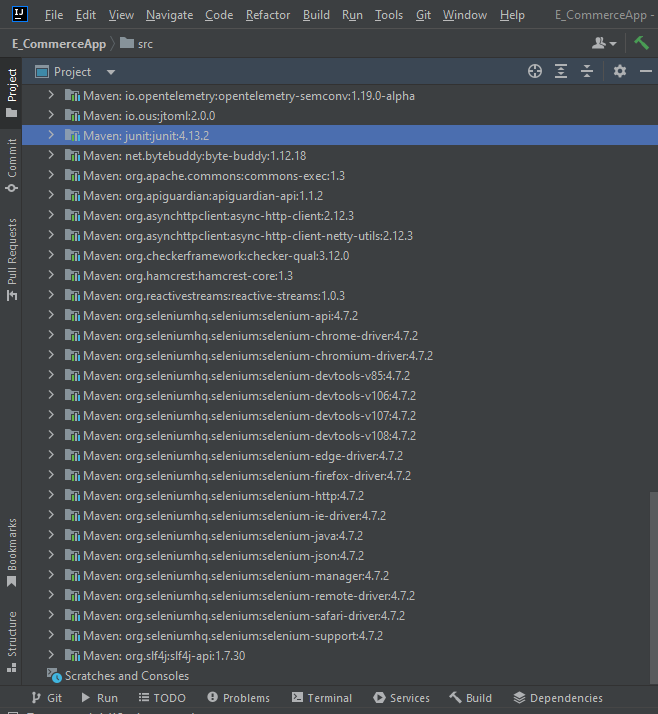 IJ File Edit View Navigate Code Refactor Build Run Tools Git Window Help E_CommerceApp -
E_CommerceApp src
Project
Project
Commit
Pull Requests
Bookmarks
Structure
Maven: io.opentelemetry:opentelemetry-semconv:1.19.0-alpha
Maven: io.ous:jtoml:2.0.0
Maven: junit:junit:4.13.2
Maven: net.bytebuddy:byte-buddy:1.12.18
Maven: org.apache.commons:commons-exec:1.3
Maven: org.apiguardian:apiguardian-api:1.1.2
Maven: org.asynchttpclient:async-http-client:2.12.3
Maven: org.asynchttpclient:async-http-client-netty-utils:2.12.3
Maven: org.checkerframework:checker-qual:3.12.0
Maven: org.hamcrest:hamcrest-core:1.3
Maven: org.reactivestreams:reactive-streams:1.0.3
Maven: org.seleniumhq.selenium:selenium-api:4.7.2
Maven: org.seleniumhq.selenium:selenium-chrome-driver:4.7.2
Maven: org.seleniumhq.selenium:selenium-chromium-driver:4.7.2
Maven: org.seleniumhq.selenium:selenium-devtools-v85:4.7.2
Maven: org.seleniumhq.selenium:selenium-devtools-v106:4.7.2
Maven: org.seleniumhq.selenium:selenium-devtools-v107:4.7.2
Maven: org.seleniumhq.selenium:selenium-devtools-v108:4.7.2
Maven: org.seleniumhq.selenium:selenium-edge-driver:4.7.2
Maven: org.seleniumhq.selenium:selenium-firefox-driver:4.7.2
Maven: org.seleniumhq.selenium:selenium-http:4.7.2
Maven: org.seleniumhq.selenium:selenium-ie-driver:4.7.2
Maven: org.seleniumhq.selenium:selenium-java:4.7.2
Maven: org.seleniumhq.selenium:selenium-json:4.7.2
Maven: org.seleniumhq.selenium:selenium-manager:4.7.2
Maven: org.seleniumhq.selenium:selenium-remote-driver:4.7.2
Maven: org.seleniumhq.selenium:selenium-safari-driver:4.7.2
Maven: org.seleniumhq.selenium:selenium-support:4.7.2
Maven: org.slf4j:slf4j-api:1.7.30
Scratches and Consoles
Git Run TODO Problems Terminal Services Build Dependencies